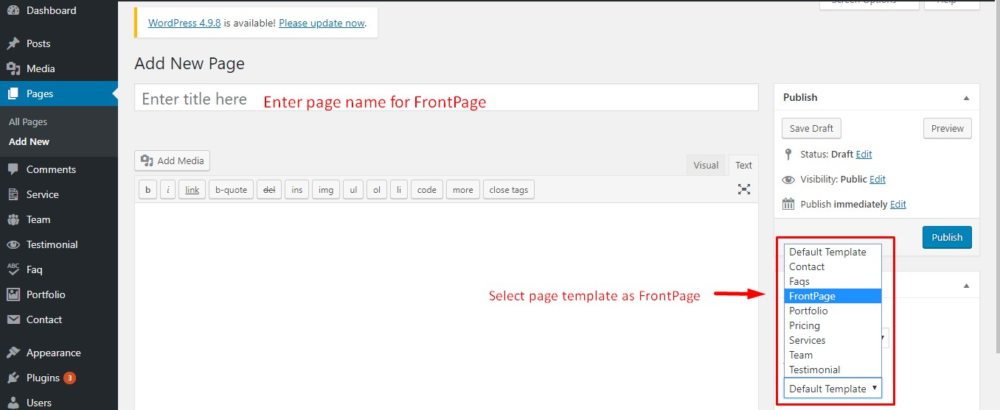 Dashboard
Posts
Media
Pages
All Pages
Add New
Comments
Service
Team
Testimonial
ABC
Faq
Portfolio
Contact
Appearance
Plugins 3
Users
WordPress 4.9.8 is available! Please update now.
Screen Options
Help
Add New Page
Enter title here
Enter page name for FrontPage
Add Media
Visual
Text
b
i
link
b-quote
del
ins
img
ul
ol
li
code
more
close tags
Select page template as FrontPage
Publish
Save Draft
Preview
Status: Draft Edit
Visibility: Public Edit
Publish immediately Edit
Publish
Default Template
Contact
Faqs
FrontPage
Portfolio
Pricing
Services
Team
Testimonial
Default Template